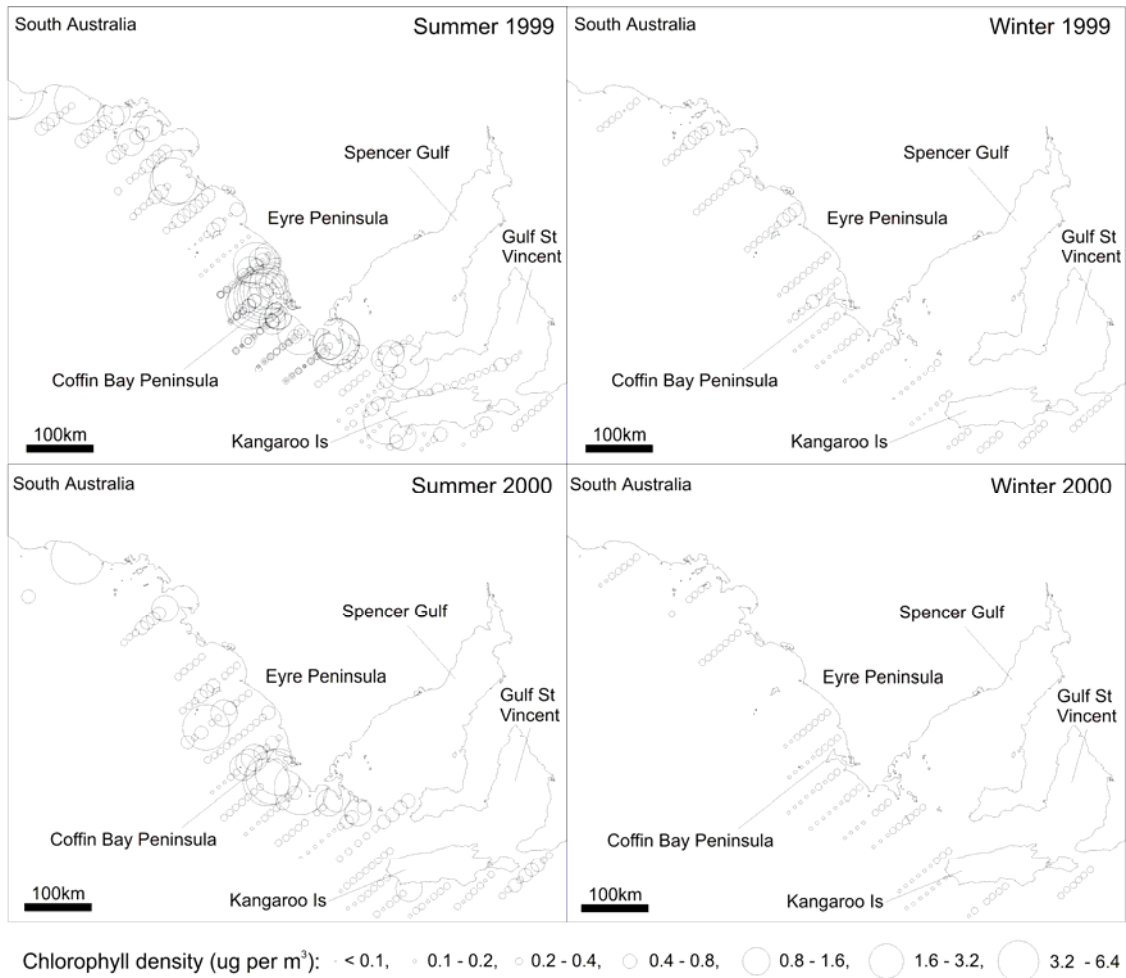 South Australia
Summer 1999
Spencer Gulf
Eyre Peninsula
Gulf St
Vincent
Coffin Bay Peninsula
Kangaroo Is
100km
South Australia
Winter 1999
Spencer Gulf
Eyre Peninsula
Gulf St
Vincent
Coffin Bay Peninsula
Kangaroo Is
100km
South Australia
Summer 2000
Spencer Gulf
Eyre Peninsula
Gulf St
Vincent
Coffin Bay Peninsula
Kangaroo Is
100km
South Australia
Winter 2000
Spencer Gulf
Eyre Peninsula
Gulf St
Vincent
Coffin Bay Peninsula
Kangaroo Is
100km
Chlorophyll density (ug per m³): < 0.1, 0.1 - 0.2, 0.2 - 0.4, 0.4 - 0.8, 0.8 - 1.6, 1.6 - 3.2, 3.2 - 6.4